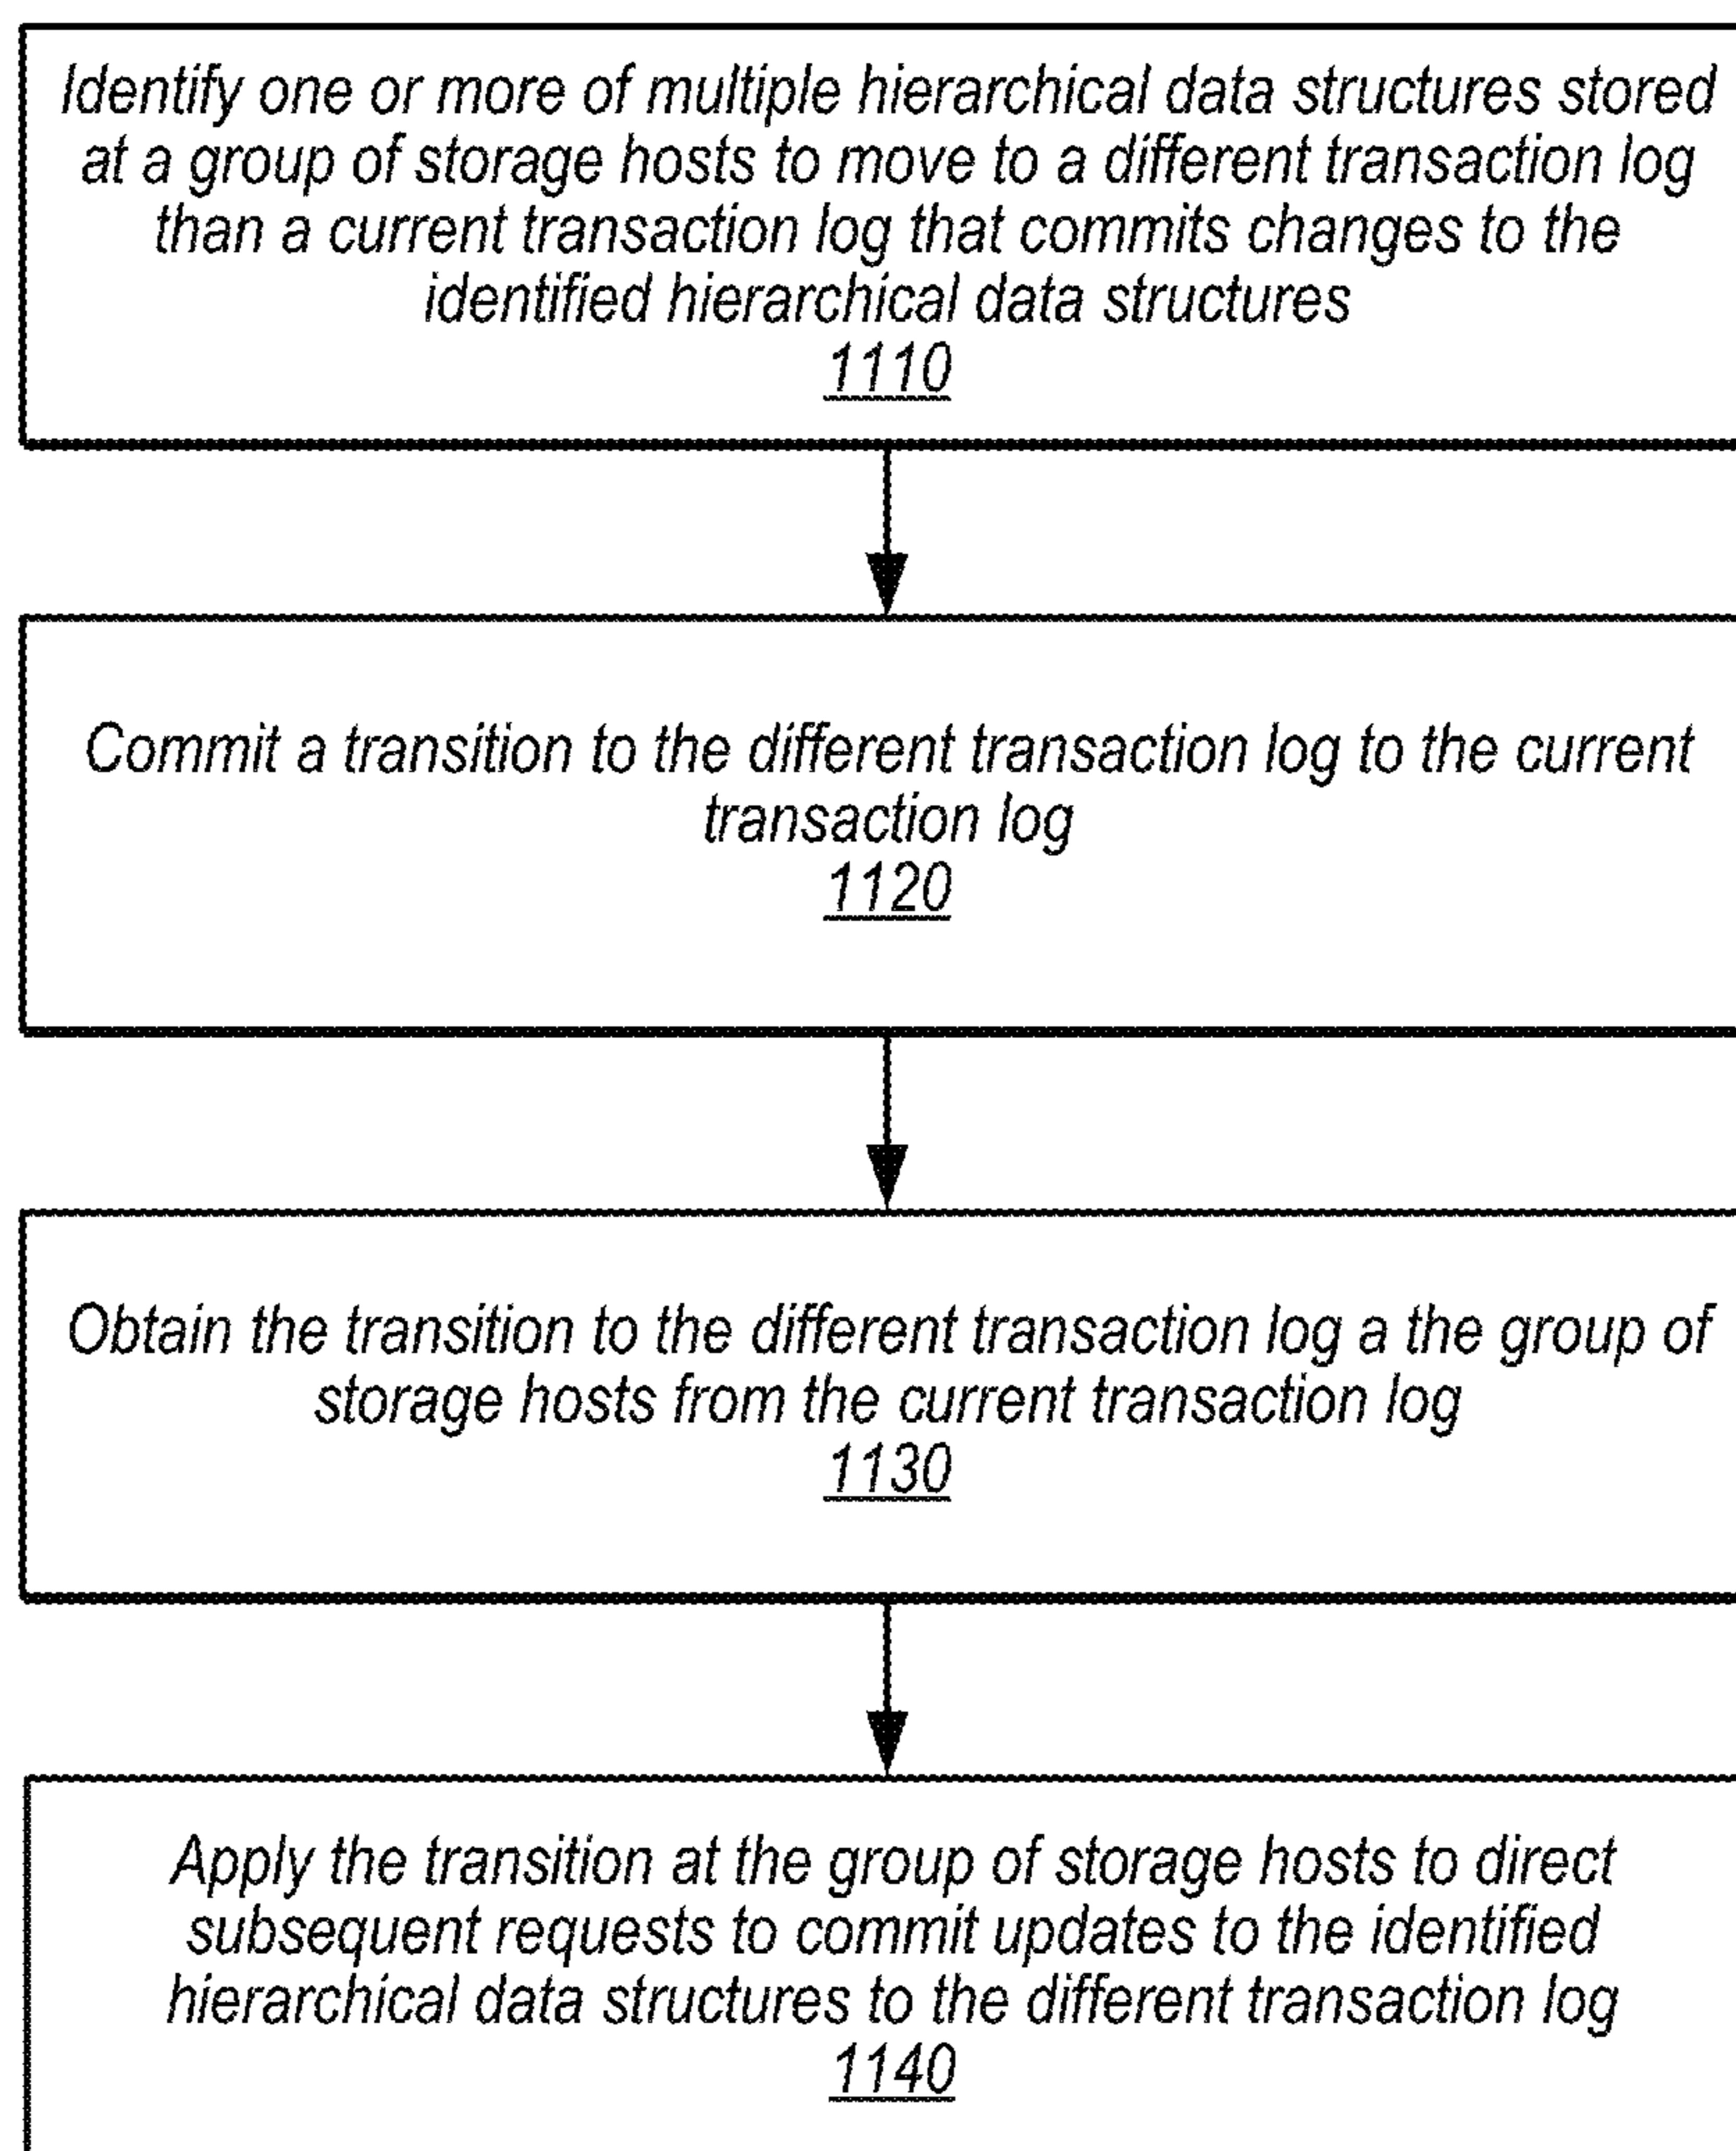 Identify one or more of multiple hierarchical data structures stored
at a group of storage hosts to move to a different transaction log
than a current transaction log that commits changes to the
identified hierarchical data structures
1110
Commit a transition to the different transaction log to the current
transaction log
1120
Obtain the transition to the different transaction log a the group of
storage hosts from the current transaction log
1130
Apply the transition at the group of storage hosts to direct
subsequent requests to commit updates to the identified
hierarchical data structures to the different transaction log
1140